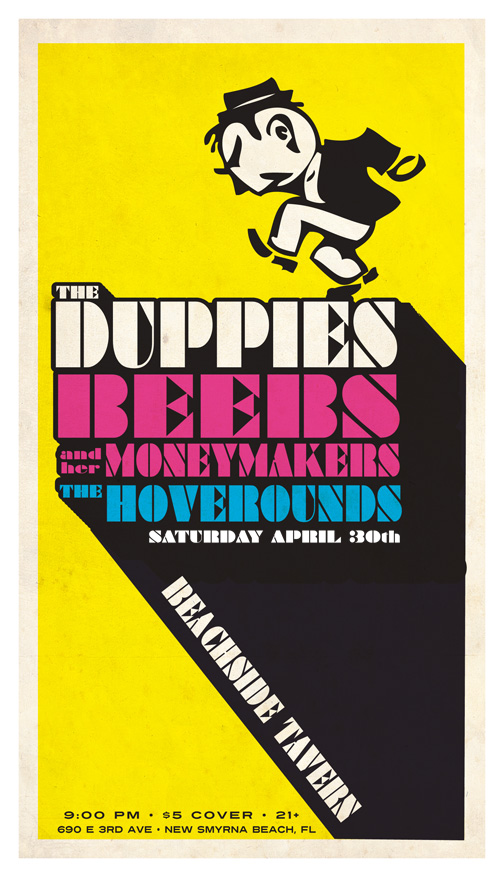 THE
DUPPIES
BEEBS
and her MONEYMAKERS
THE HOVEROUNDS
SATURDAY APRIL 30th
BEACHSIDE TAVERN
9:00 PM • $5 COVER • 21+
690 E 3RD AVE • NEW SMYRNA BEACH, FL